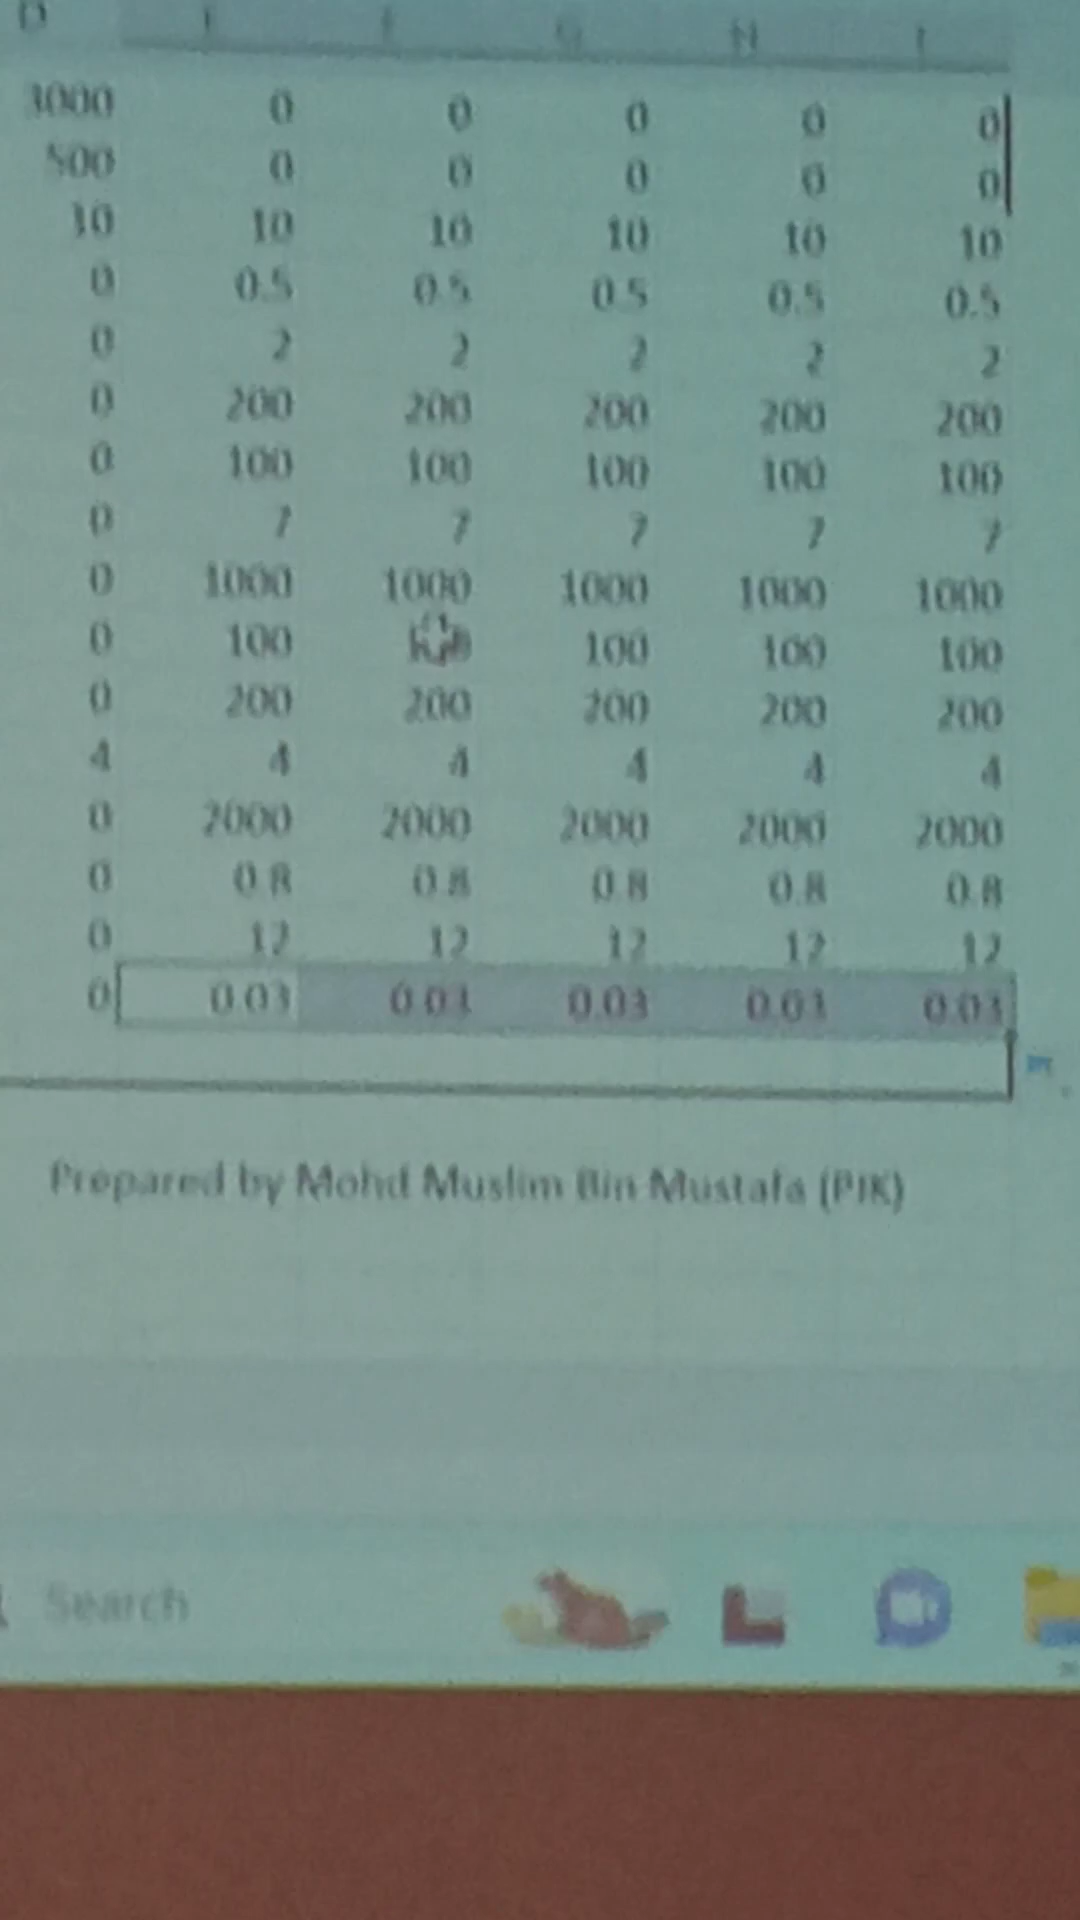 D E F G H I
3000 0 0 0 0 0
500 0 0 0 0 0
10 10 10 10 10 10
0 0.5 0.5 0.5 0.5 0.5
0 2 2 2 2 2
0 200 200 200 200 200
0 100 100 100 100 100
0 7 7 7 7 7
0 1000 1000 1000 1000 1000
0 100 100 100 100
0 200 200 200 200 200
4 4 4 4 4 4
0 2000 2000 2000 2000 2000
0 0.8 0.8 0.8 0.8 0.8
0 12 12 12 12 12
0 0.03 0.03 0.03 0.03 0.03
Prepared by Mohd Muslim Bin Mustafa (PIK)
Search